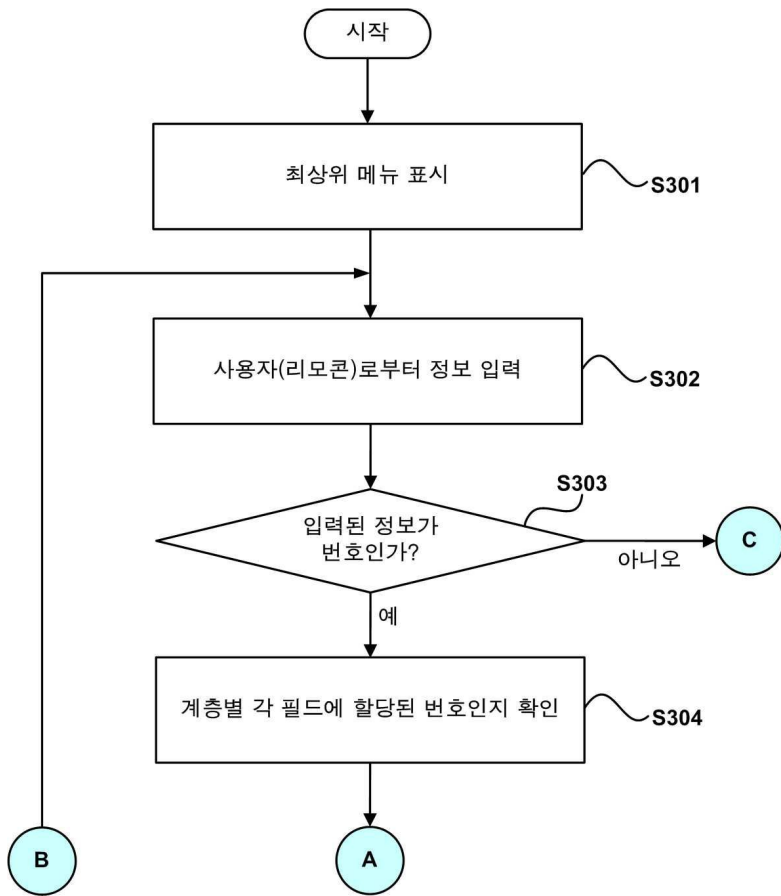 시작
최상위 메뉴 표시
S301
사용자(리모콘)로부터 정보 입력
S302
S303
입력된 정보가
번호인가?
C
아니오
예
계층별 각 필드에 할당된 번호인지 확인
S304
B
A